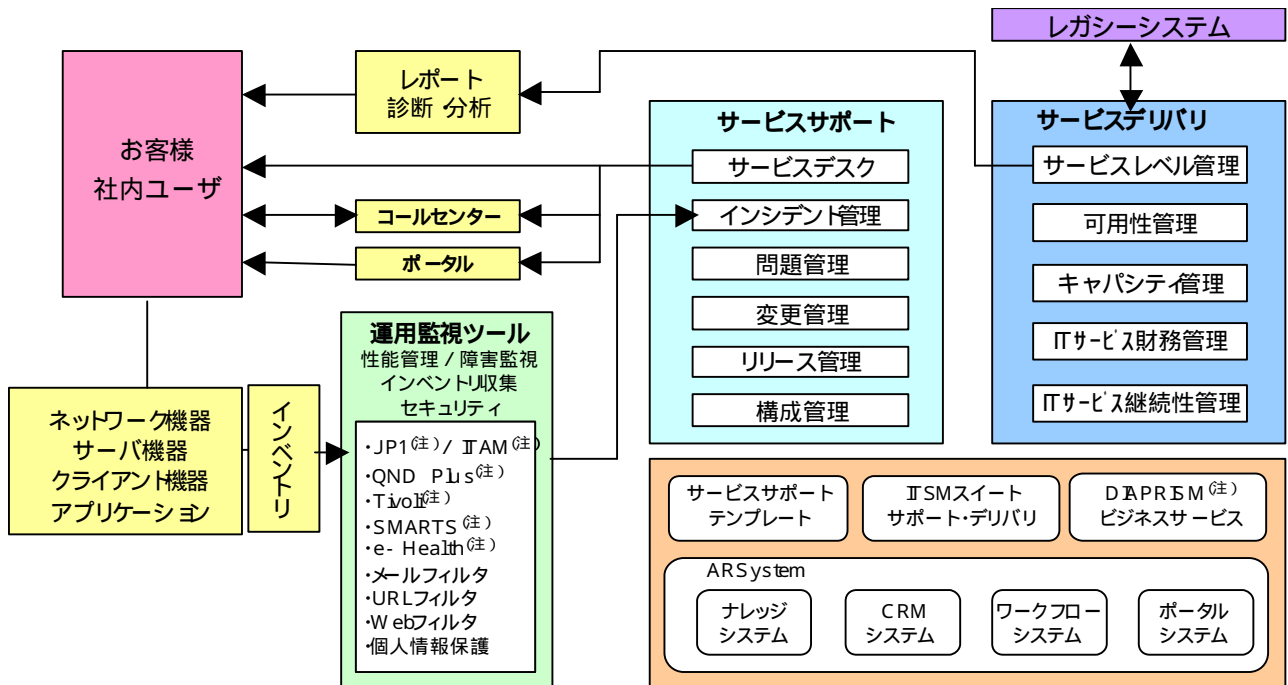 レガシーシステム
お客様
社内ユーザ
レポート
診断・分析
コールセンター
ポータル
サービスサポート
サービスデスク
インシデント管理
問題管理
変更管理
リリース管理
構成管理
サービスデリバリ
サービスレベル管理
可用性管理
キャパシティ管理
ITサービス財務管理
ITサービス継続性管理
ネットワーク機器
サーバ機器
クライアント機器
アプリケーション
インベントリ
運用監視ツール
性能管理 / 障害監視
インベントリ収集
セキュリティ
・JP1(注) / ITAM(注)
・QND Plus(注)
・Tivoli(注)
・SMARTS(注)
・e- Health(注)
・メールフィルタ
・URLフィルタ
・Webフィルタ
・個人情報保護
サービスサポート
テンプレート
ITSMスイート
サポート・デリバリ
DIAPRISM(注)
ビジネスサービス
ARSystem
ナレッジ
システム
CRM
システム
ワークフロー
システム
ポータル
システム